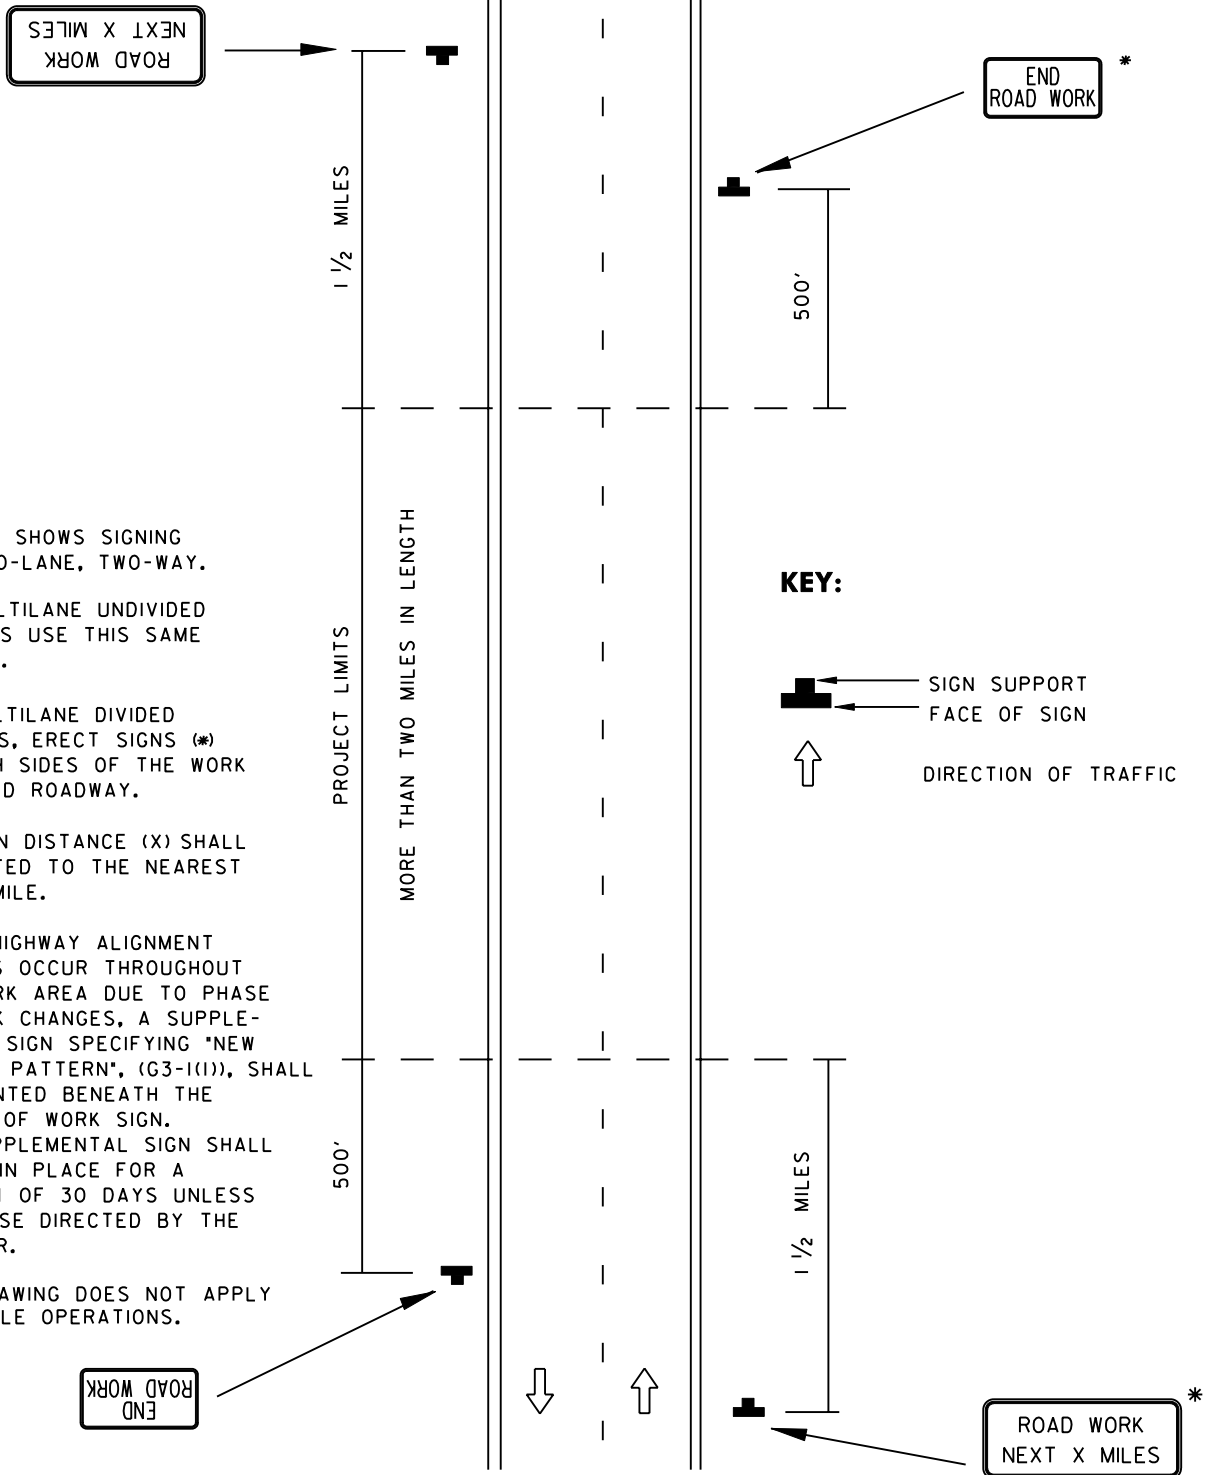 ROAD WORK
NEXT X MILES
END
ROAD WORK
*
1 1/2 MILES
500'
SHOWS SIGNING
O-LANE, TWO-WAY.
LTILANE UNDIVIDED
S USE THIS SAME
.
LTILANE DIVIDED
S, ERECT SIGNS (*)
H SIDES OF THE WORK
D ROADWAY.
N DISTANCE (X) SHALL
TED TO THE NEAREST
MILE.
HIGHWAY ALIGNMENT
S OCCUR THROUGHOUT
RK AREA DUE TO PHASE
K CHANGES, A SUPPLE-
SIGN SPECIFYING "NEW
PATTERN", (G3-1(1)), SHALL
NTED BENEATH THE
OF WORK SIGN.
PPLEMENTAL SIGN SHALL
IN PLACE FOR A
OF 30 DAYS UNLESS
SE DIRECTED BY THE
R.
AWING DOES NOT APPLY
LE OPERATIONS.
PROJECT LIMITS
MORE THAN TWO MILES IN LENGTH
KEY:
SIGN SUPPORT
FACE OF SIGN
DIRECTION OF TRAFFIC
500'
1 1/2 MILES
END
ROAD WORK
ROAD WORK
NEXT X MILES
*